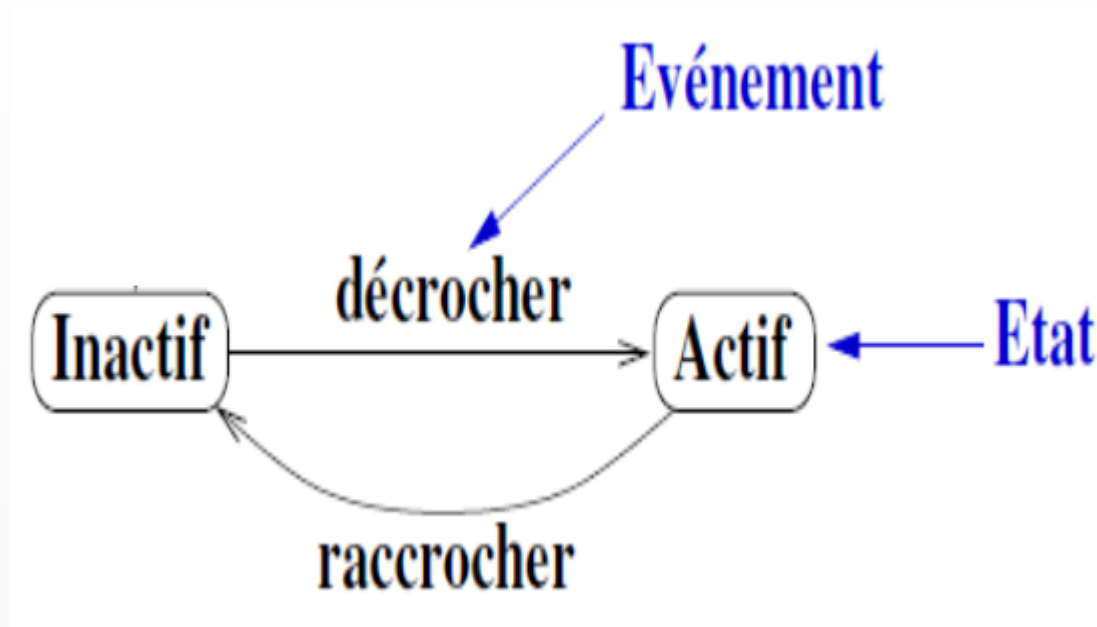 Evénement
décrocher
Inactif
Actif
Etat
raccrocher